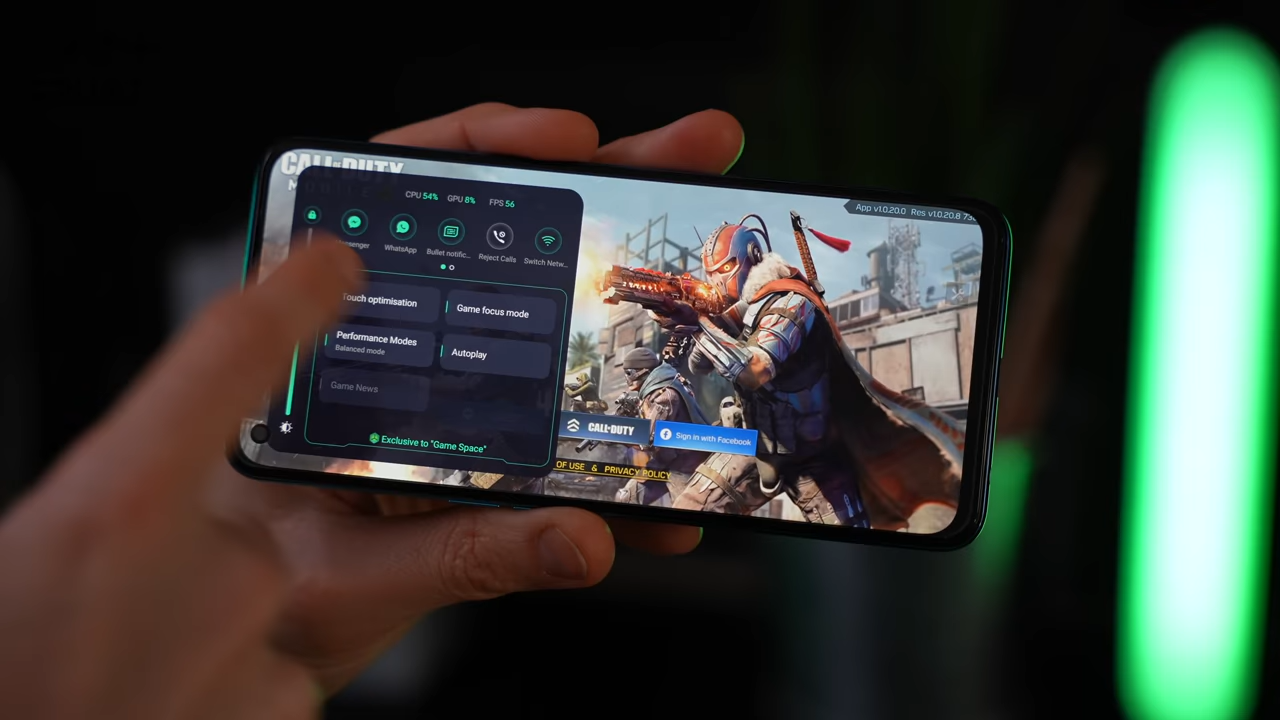 CALL OF DUTY
MOBILE
CPU 54% GPU 8% FPS 56
WhatsApp
Bullet notific...
Reject Calls
Switch Netw...
Touch optimisation
Game focus mode
Performance Modes
Balanced mode
Autoplay
Game News
Exclusive to "Game Space"
App v1.0.20.0 Res v1.0.20.8
CALL OF DUTY
Sign in with Facebook
OF USE & PRIVACY POLICY